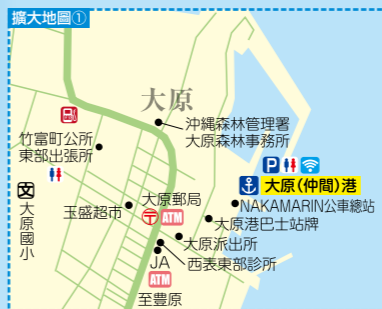 擴大地圖①
大原
沖縄森林管理署
大原森林事務所
竹富町公所
東部出張所
P
大原(仲間)港
文
大原國小
NAKAMARIN公車總站
玉盛超市
大原郵局
〒 ATM
大原港巴士站牌
大原派出所
JA
西表東部診所
ATM
至豊原